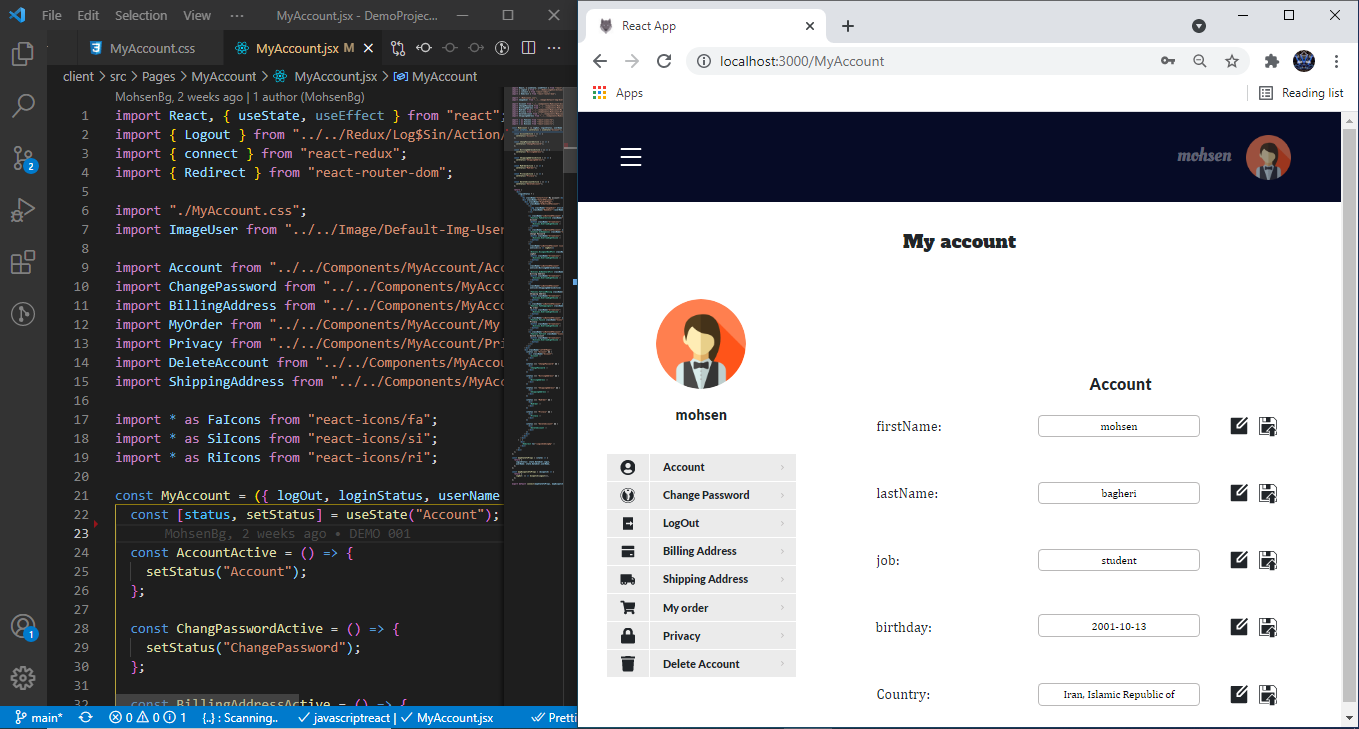 File Edit Selection View ··· MyAccount.jsx - DemoProjec...
MyAccount.css MyAccount.jsx M
client > src > Pages > MyAccount > MyAccount.jsx > MyAccount
MohsenBg, 2 weeks ago | 1 author (MohsenBg)
1 import React, { useState, useEffect } from "react";
2 import { Logout } from "../../Redux/Log$Sin/Action/
3 import { connect } from "react-redux";
4 import { Redirect } from "react-router-dom";
5
6 import "./MyAccount.css";
7 import ImageUser from "../../Image/Default-Img-User
8
9 import Account from "../../Components/MyAccount/Acc
10 import ChangePassword from "../../Components/MyAcco
11 import BillingAddress from "../../Components/MyAcco
12 import MyOrder from "../../Components/MyAccount/My
13 import Privacy from "../../Components/MyAccount/Pri
14 import DeleteAccount from "../../Components/MyAccou
15 import ShippingAddress from "../../Components/MyAcc
16
17 import * as FaIcons from "react-icons/fa";
18 import * as SiIcons from "react-icons/si";
19 import * as RiIcons from "react-icons/ri";
20
21 const MyAccount = ({ logOut, loginStatus, userName
22 const [status, setStatus] = useState("Account");
23 MohsenBg, 2 weeks ago • DEMO 001
24 const AccountActive = () => {
25 setStatus("Account");
26 };
27
28 const ChangPasswordActive = () => {
29 setStatus("ChangePassword");
30 };
31
32 const BillingAddressActive = () => {
2
1
main* 0 0 1 {..} : Scanning.. javascriptreact | MyAccount.jsx Pretti
React App
localhost:3000/MyAccount
Apps Reading list
mohsen
My account
mohsen
Account
Change Password
LogOut
Billing Address
Shipping Address
My order
Privacy
Delete Account
Account
firstName: mohsen
lastName: bagheri
job: student
birthday: 2001-10-13
Country: Iran, Islamic Republic of